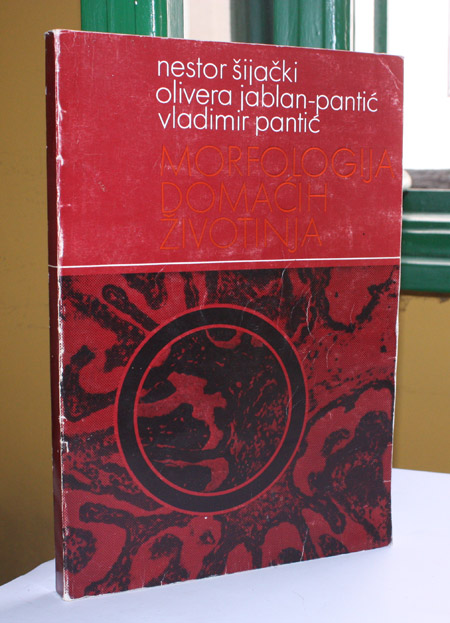 nestor šijački
olivera jablan-pantić
vladimir pantić
MORFOLOGIJA
DOMAĆIH
ŽIVOTINJA